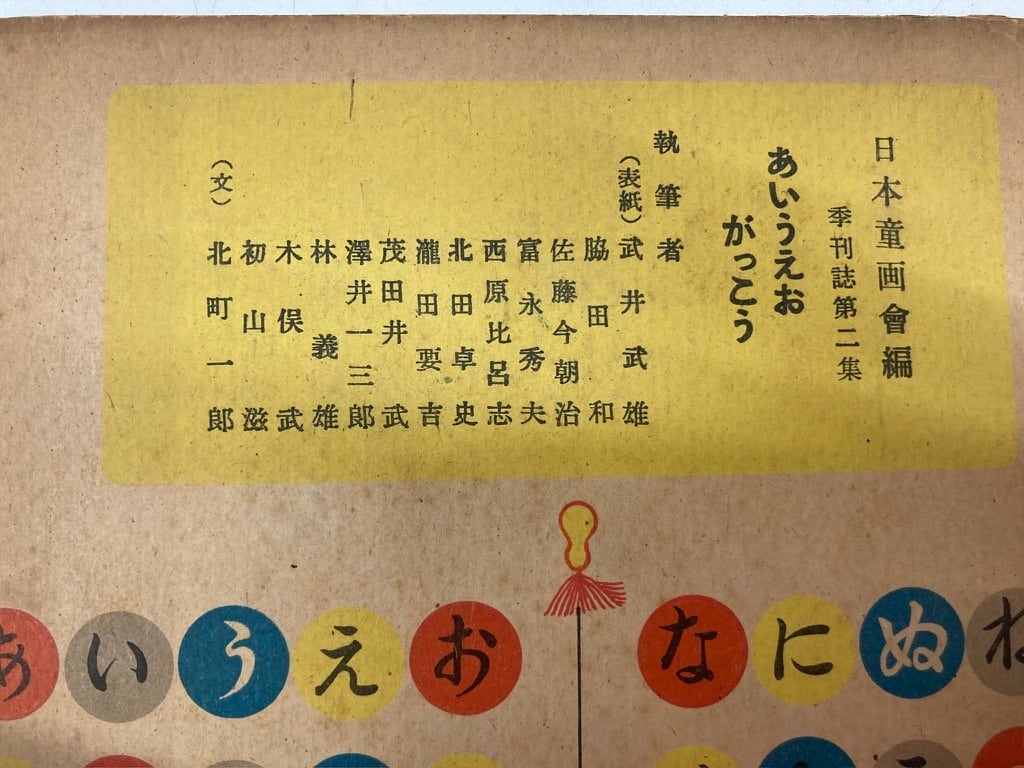 日本童画會編
季刊誌第二集
あいうえお
がっこう
執筆者
(表紙)武井武雄
脇田和
佐藤今朝治
富永秀夫
西原比呂志
北田卓史
瀧田要吉
茂田井武
澤井一三郎
林義雄
木俣武
初山滋
(文)北町一郎
あいうえお
なにぬね